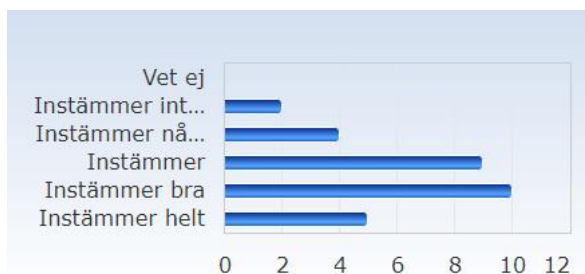 Vet ej
Instämmer int...
Instämmer nå...
Instämmer
Instämmer bra
Instämmer helt
0 2 4 6 8 10 12